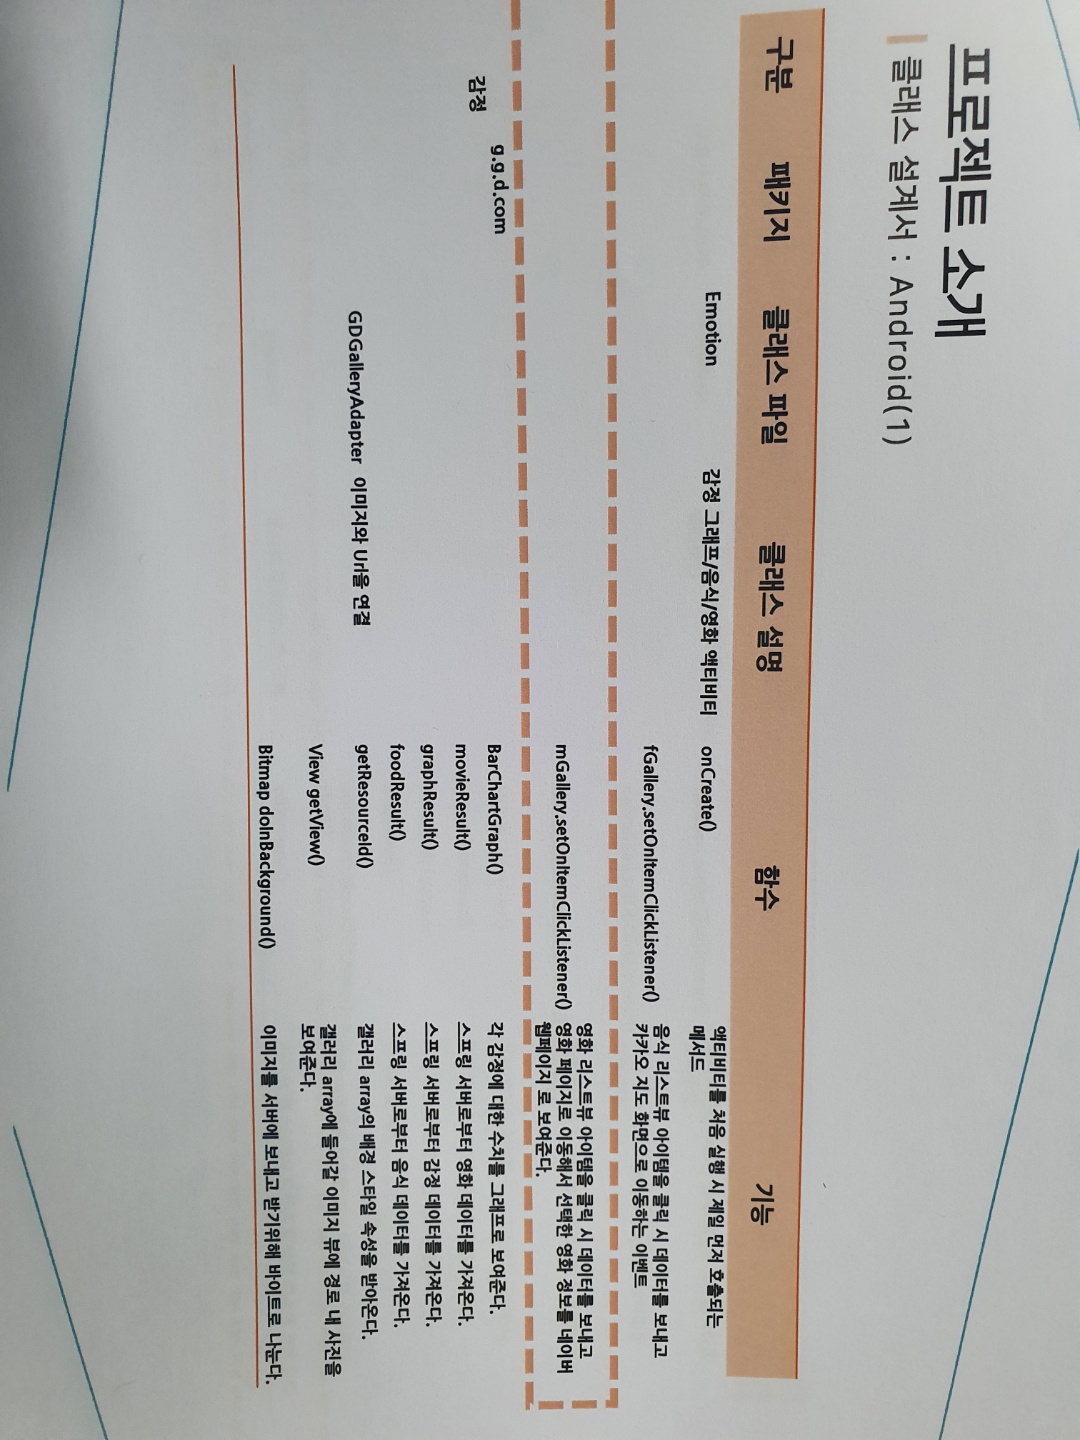 프로젝트 소개
클래스 설계서 : Android(1)
구분 패키지 클래스 파일 클래스 설명 함수 기능
Emotion 감정 그래프/음식/영화 액티비티 onCreate() 액티비티를 처음 실행 시 제일 먼저 호출되는
메서드
fGallery.setOnItemClickListener() 음식 리스트뷰 아이템을 클릭 시 데이터를 보내고
카카오 지도 화면으로 이동하는 이벤트
mGallery.setOnItemClickListener() 영화 리스트뷰 아이템을 클릭 시 데이터를 보내고
영화 페이지로 이동해서 선택한 영화 정보를 네이버
웹페이지 로 보여준다.
감정 g.g.d.com BarChartGraph() 각 감정에 대한 수치를 그래프로 보여준다.
movieResult() 스프링 서버로부터 영화 데이터를 가져온다.
graphResult() 스프링 서버로부터 감정 데이터를 가져온다.
foodResult() 스프링 서버로부터 음식 데이터를 가져온다.
GDGalleryAdapter 이미지와 Url을 연결 getResourceId() 갤러리 array의 배경 스타일 속성을 받아온다.
View getView() 갤러리 array에 들어갈 이미지 뷰에 경로 내 사진을
보여준다.
Bitmap doInBackground() 이미지를 서버에 보내고 받기위해 바이트로 나눈다.